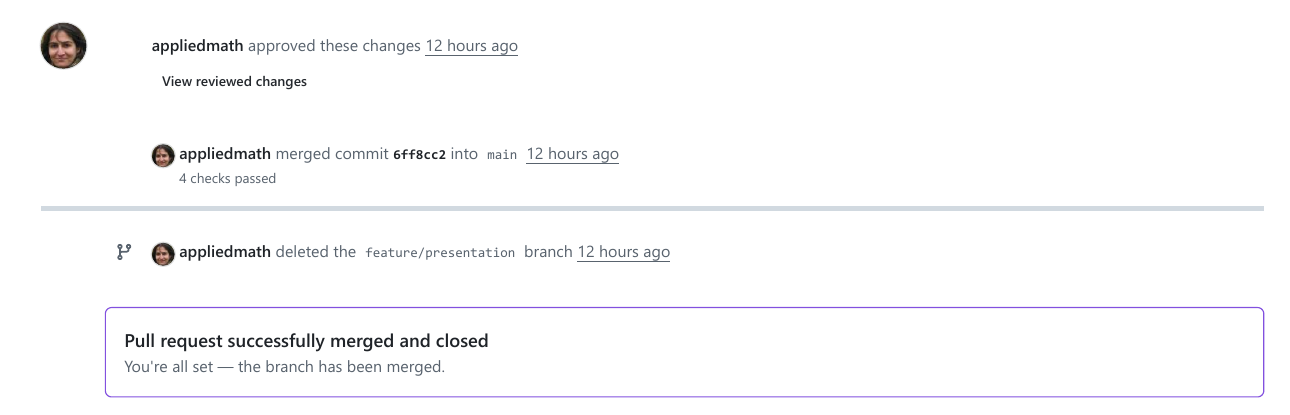 appliedmath approved these changes 12 hours ago
View reviewed changes
appliedmath merged commit 6ff8cc2 into main 12 hours ago
4 checks passed
appliedmath deleted the feature/presentation branch 12 hours ago
Pull request successfully merged and closed
You're all set — the branch has been merged.